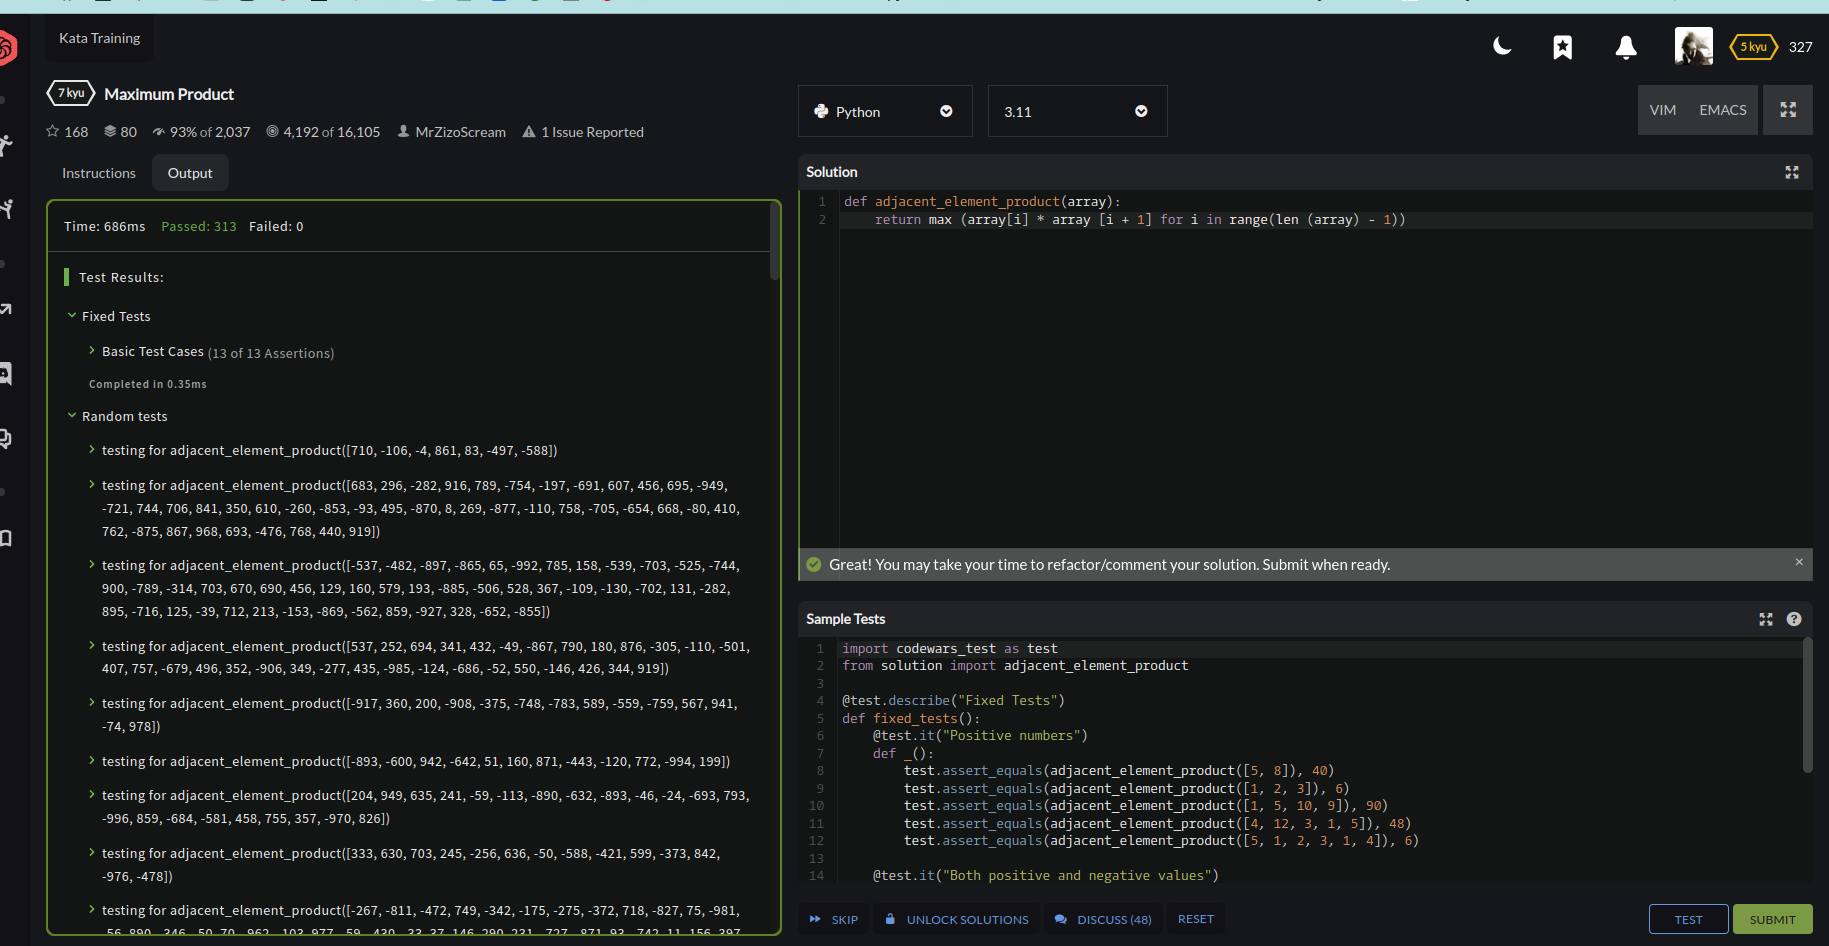 Kata Training
5 kyu 327
7 kyu Maximum Product
168 80 93% of 2,037 4,192 of 16,105 MrZizoScream 1 Issue Reported
Instructions Output
Time: 686ms Passed: 313 Failed: 0
Test Results:
Fixed Tests
Basic Test Cases (13 of 13 Assertions)
Completed in 0.35ms
Random tests
testing for adjacent_element_product([710, -106, -4, 861, 83, -497, -588])
testing for adjacent_element_product([683, 296, -282, 916, 789, -754, -197, -691, 607, 456, 695, -949,
-721, 744, 706, 841, 350, 610, -260, -853, -93, 495, -870, 8, 269, -877, -110, 758, -705, -654, 668, -80, 410,
762, -875, 867, 968, 693, -476, 768, 440, 919])
testing for adjacent_element_product([-537, -482, -897, -865, 65, -992, 785, 158, -539, -703, -525, -744,
900, -789, -314, 703, 670, 690, 456, 129, 160, 579, 193, -885, -506, 528, 367, -109, -130, -702, 131, -282,
895, -716, 125, -39, 712, 213, -153, -869, -562, 859, -927, 328, -652, -855])
testing for adjacent_element_product([537, 252, 694, 341, 432, -49, -867, 790, 180, 876, -305, -110, -501,
407, 757, -679, 496, 352, -906, 349, -277, 435, -985, -124, -686, -52, 550, -146, 426, 344, 919])
testing for adjacent_element_product([-917, 360, 200, -908, -375, -748, -783, 589, -559, -759, 567, 941,
-74, 978])
testing for adjacent_element_product([-893, -600, 942, -642, 51, 160, 871, -443, -120, 772, -994, 199])
testing for adjacent_element_product([204, 949, 635, 241, -59, -113, -890, -632, -893, -46, -24, -693, 793,
-996, 859, -684, -581, 458, 755, 357, -970, 826])
testing for adjacent_element_product([333, 630, 703, 245, -256, 636, -50, -588, -421, 599, -373, 842,
-976, -478])
testing for adjacent_element_product([-267, -811, -472, 749, -342, -175, -275, -372, 718, -827, 75, -981,
Python 3.11 VIM EMACS
Solution
1 def adjacent_element_product(array):
2 return max (array[i] * array [i + 1] for i in range(len (array) - 1))
Great! You may take your time to refactor/comment your solution. Submit when ready. ×
Sample Tests
1 import codewars_test as test
2 from solution import adjacent_element_product
3
4 @test.describe("Fixed Tests")
5 def fixed_tests():
6 @test.it("Positive numbers")
7 def _():
8 test.assert_equals(adjacent_element_product([5, 8]), 40)
9 test.assert_equals(adjacent_element_product([1, 2, 3]), 6)
10 test.assert_equals(adjacent_element_product([1, 5, 10, 9]), 90)
11 test.assert_equals(adjacent_element_product([4, 12, 3, 1, 5]), 48)
12 test.assert_equals(adjacent_element_product([5, 1, 2, 3, 1, 4]), 6)
13
14 @test.it("Both positive and negative values")
SKIP UNLOCK SOLUTIONS DISCUSS (48) RESET TEST SUBMIT